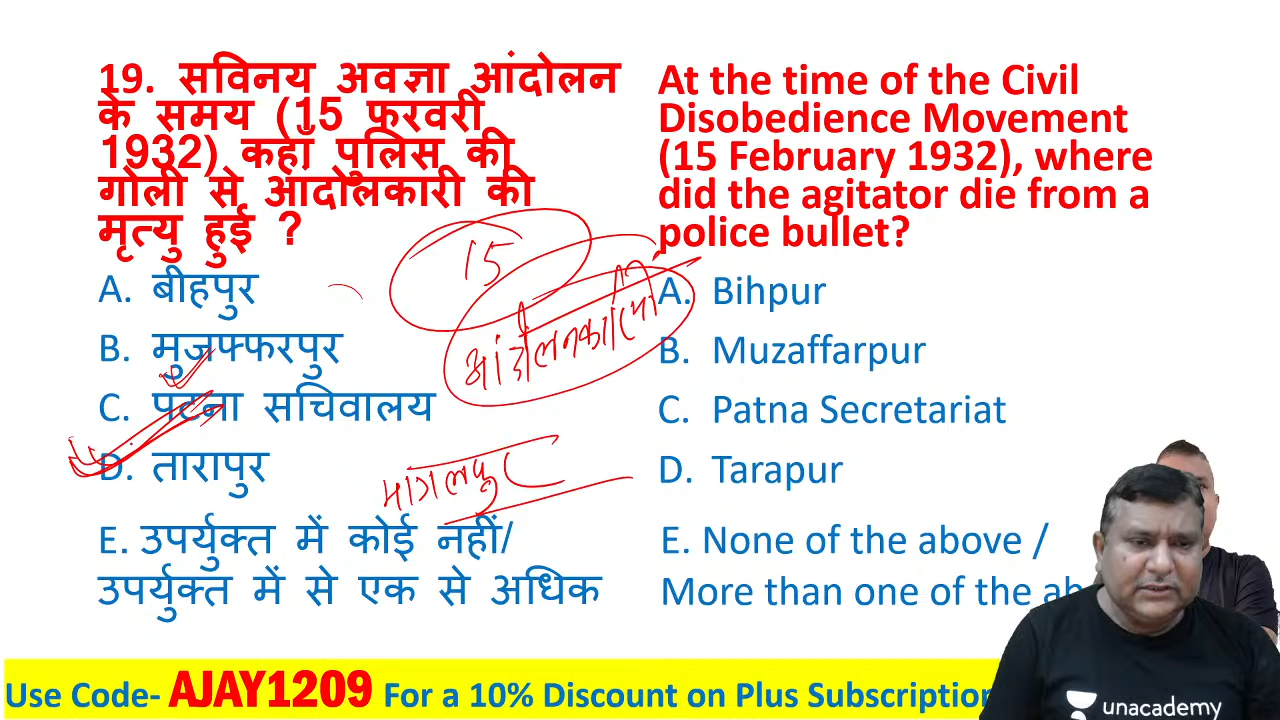 19. सविनय अवज्ञा आंदोलन
के समय (15 फरवरी
1932) कहाँ पुलिस की
गोली से आंदोलकारी की
मृत्यु हुई ?
A. बीहपुर
B. मुजफ्फरपुर
C. पटना सचिवालय
D. तारापुर
E. उपर्युक्त में कोई नहीं/
उपर्युक्त में से एक से अधिक
15
आंदोलनकारियों
भागलपुर
At the time of the Civil
Disobedience Movement
(15 February 1932), where
did the agitator die from a
police bullet?
A. Bihpur
B. Muzaffarpur
C. Patna Secretariat
D. Tarapur
E. None of the above /
More than one of the
Use Code- AJAY1209 For a 10% Discount on Plus Subscription
unacademy